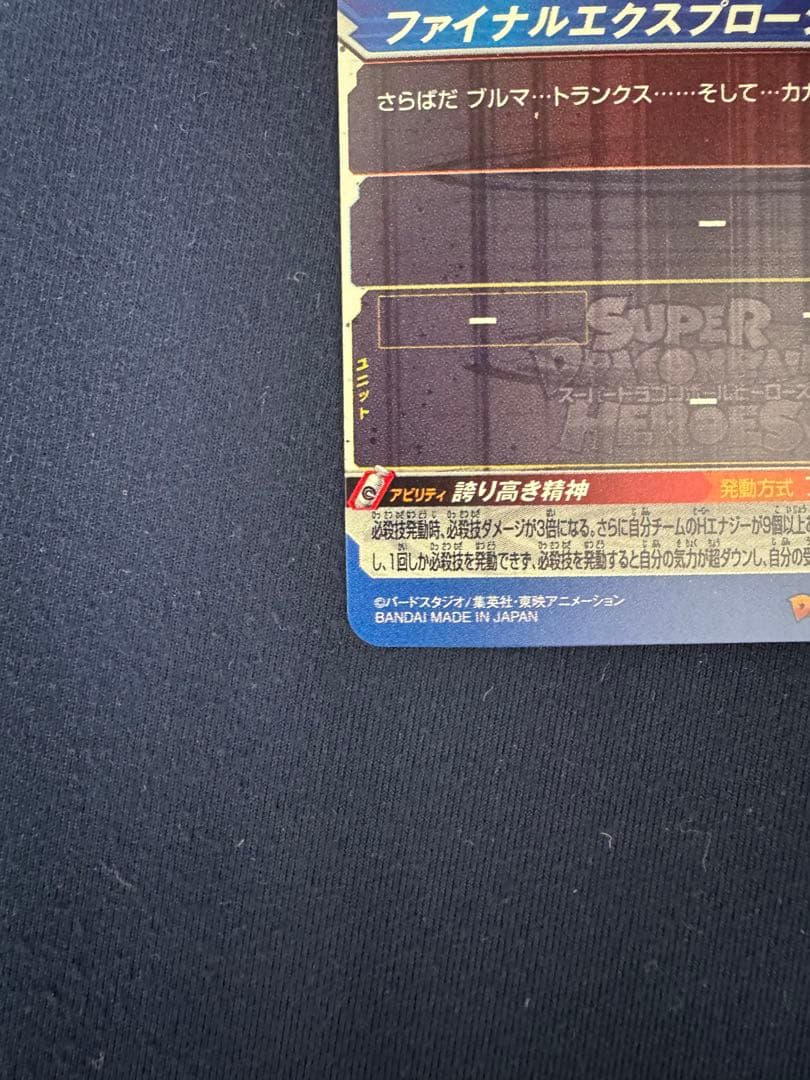 ファイナルエクスプロー
さらばだ ブルマ…トランクス……そして…カカ
ー
ー
SUPER
DRAGON BALL
スーパードラゴンボールヒーローズ
HEROES
ー
ユニット
アビリティ 誇り高き精神 発動方式
必殺技発動時、必殺技ダメージが3倍になる。さらに自分チームのHエナジーが9個以上
し、1回しか必殺技を発動できず、必殺技を発動すると自分の気力が超ダウンし、自分の受
©バードスタジオ/集英社・東映アニメーション
BANDAI MADE IN JAPAN